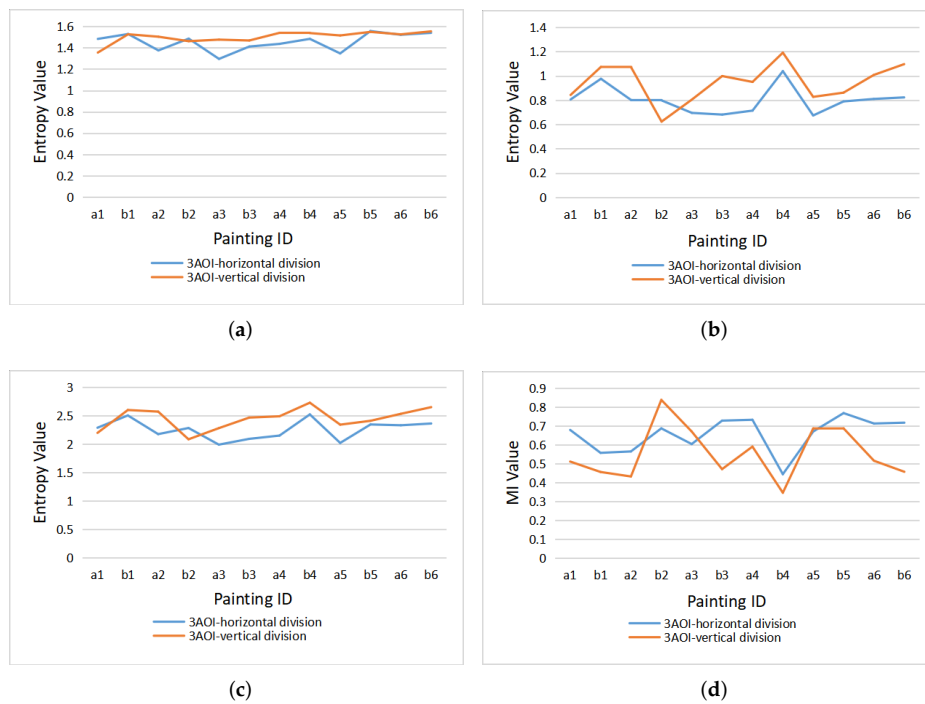 1.6
1.4
1.2
1
0.8
0.6
0.4
0.2
0
Entropy Value
a1 b1 a2 b2 a3 b3 a4 b4 a5 b5 a6 b6
Painting ID
3AOI-horizontal division
3AOI-vertical division
(a)
1.4
1.2
1
0.8
0.6
0.4
0.2
0
Entropy Value
a1 b1 a2 b2 a3 b3 a4 b4 a5 b5 a6 b6
Painting ID
3AOI-horizontal division
3AOI-vertical division
(b)
3
2.5
2
1.5
1
0.5
0
Entropy Value
a1 b1 a2 b2 a3 b3 a4 b4 a5 b5 a6 b6
Painting ID
3AOI-horizontal division
3AOI-vertical division
(c)
0.9
0.8
0.7
0.6
0.5
0.4
0.3
0.2
0.1
0
MI Value
a1 b1 a2 b2 a3 b3 a4 b4 a5 b5 a6 b6
Painting ID
3AOI-horizontal division
3AOI-vertical division
(d)